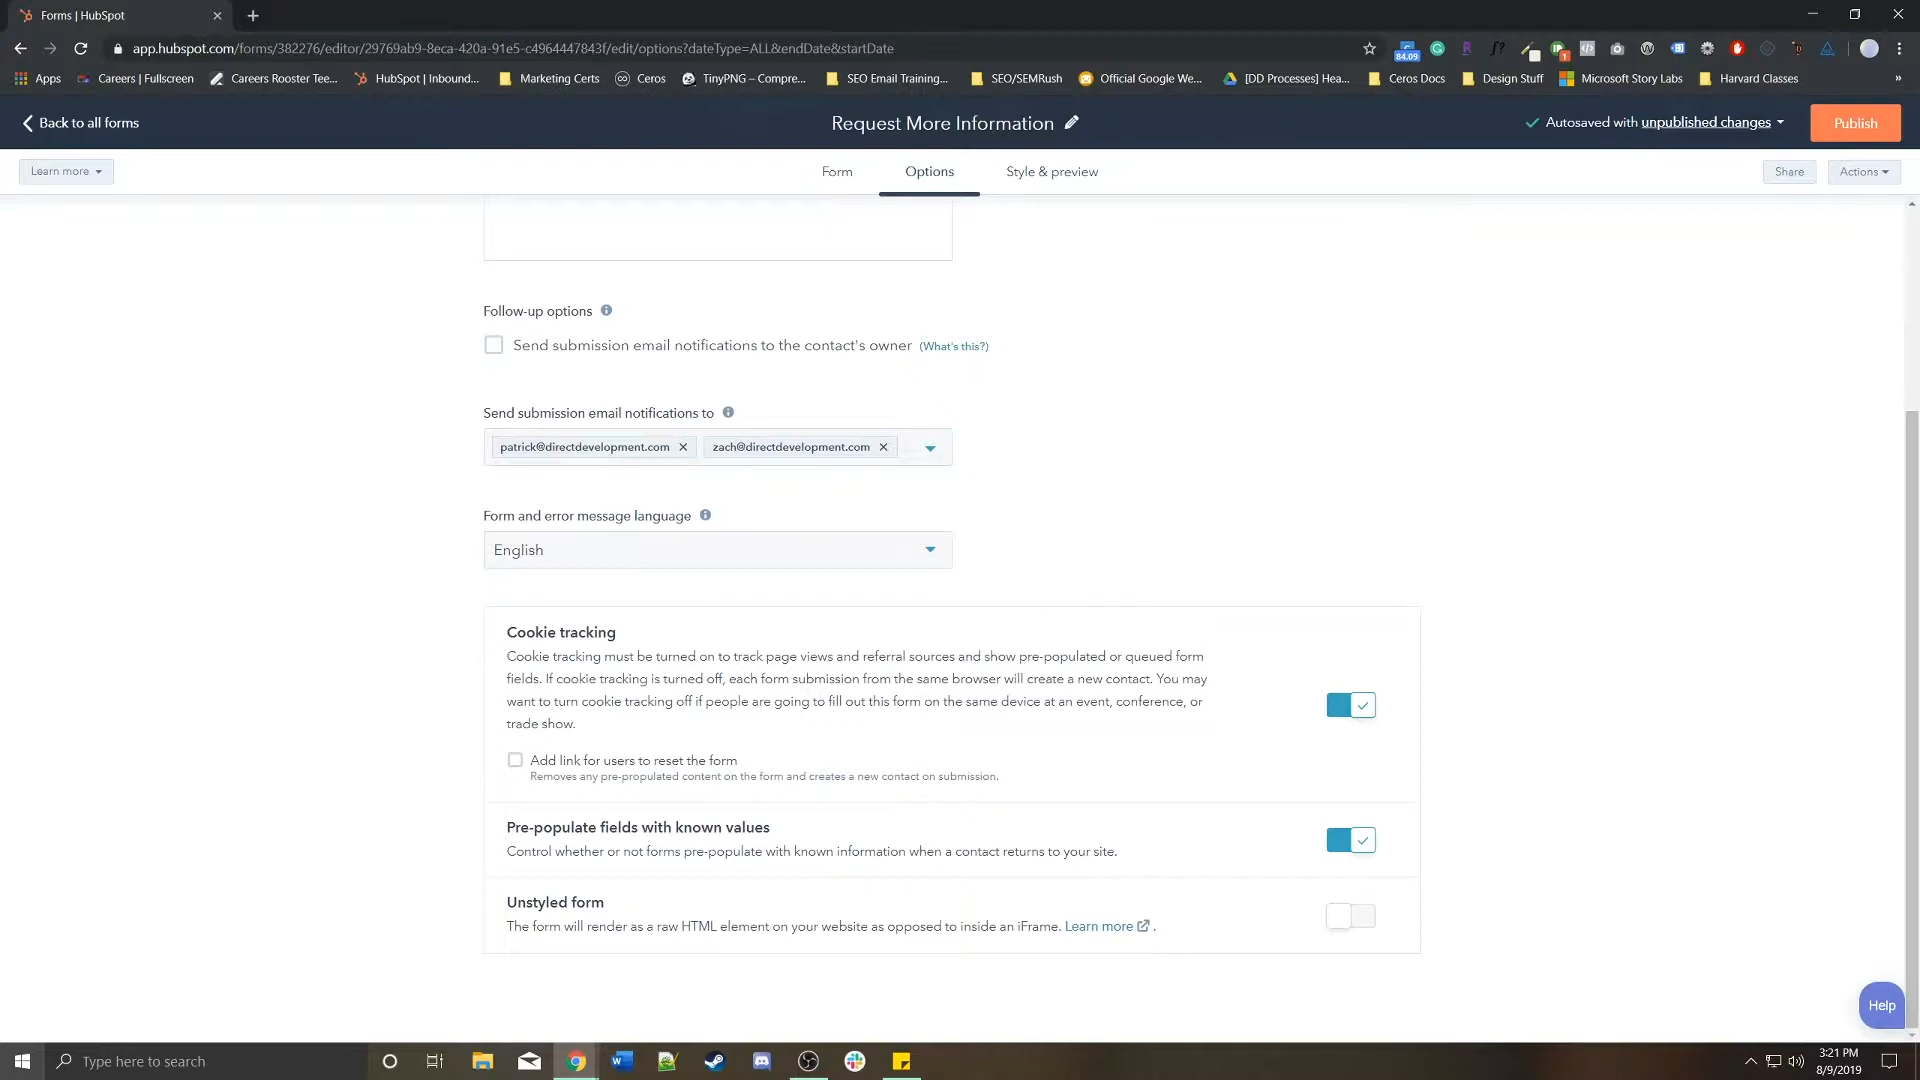 Forms | HubSpot
app.hubspot.com/forms/382276/editor/29769ab9-8eca-420a-91e5-c4964447843f/edit/options?dateType=ALL&endDate&startDate
84.09
1
Apps
Careers | Fullscreen
Careers Rooster Tee...
HubSpot | Inbound...
Marketing Certs
Ceros
TinyPNG – Compre...
SEO Email Training...
SEO/SEMRush
Official Google We...
[DD Processes] Hea...
Ceros Docs
Design Stuff
Microsoft Story Labs
Harvard Classes
»
Back to all forms
Request More Information
Autosaved with unpublished changes
Publish
Learn more
Form
Options
Style & preview
Share
Actions
Follow-up options
Send submission email notifications to the contact's owner (What's this?)
Send submission email notifications to
patrick@directdevelopment.com
zach@directdevelopment.com
Form and error message language
English
Cookie tracking
Cookie tracking must be turned on to track page views and referral sources and show pre-populated or queued form
fields. If cookie tracking is turned off, each form submission from the same browser will create a new contact. You may
want to turn cookie tracking off if people are going to fill out this form on the same device at an event, conference, or
trade show.
Add link for users to reset the form
Removes any pre-propulated content on the form and creates a new contact on submission.
Pre-populate fields with known values
Control whether or not forms pre-populate with known information when a contact returns to your site.
Unstyled form
The form will render as a raw HTML element on your website as opposed to inside an iFrame. Learn more .
Help
Type here to search
3:21 PM
8/9/2019